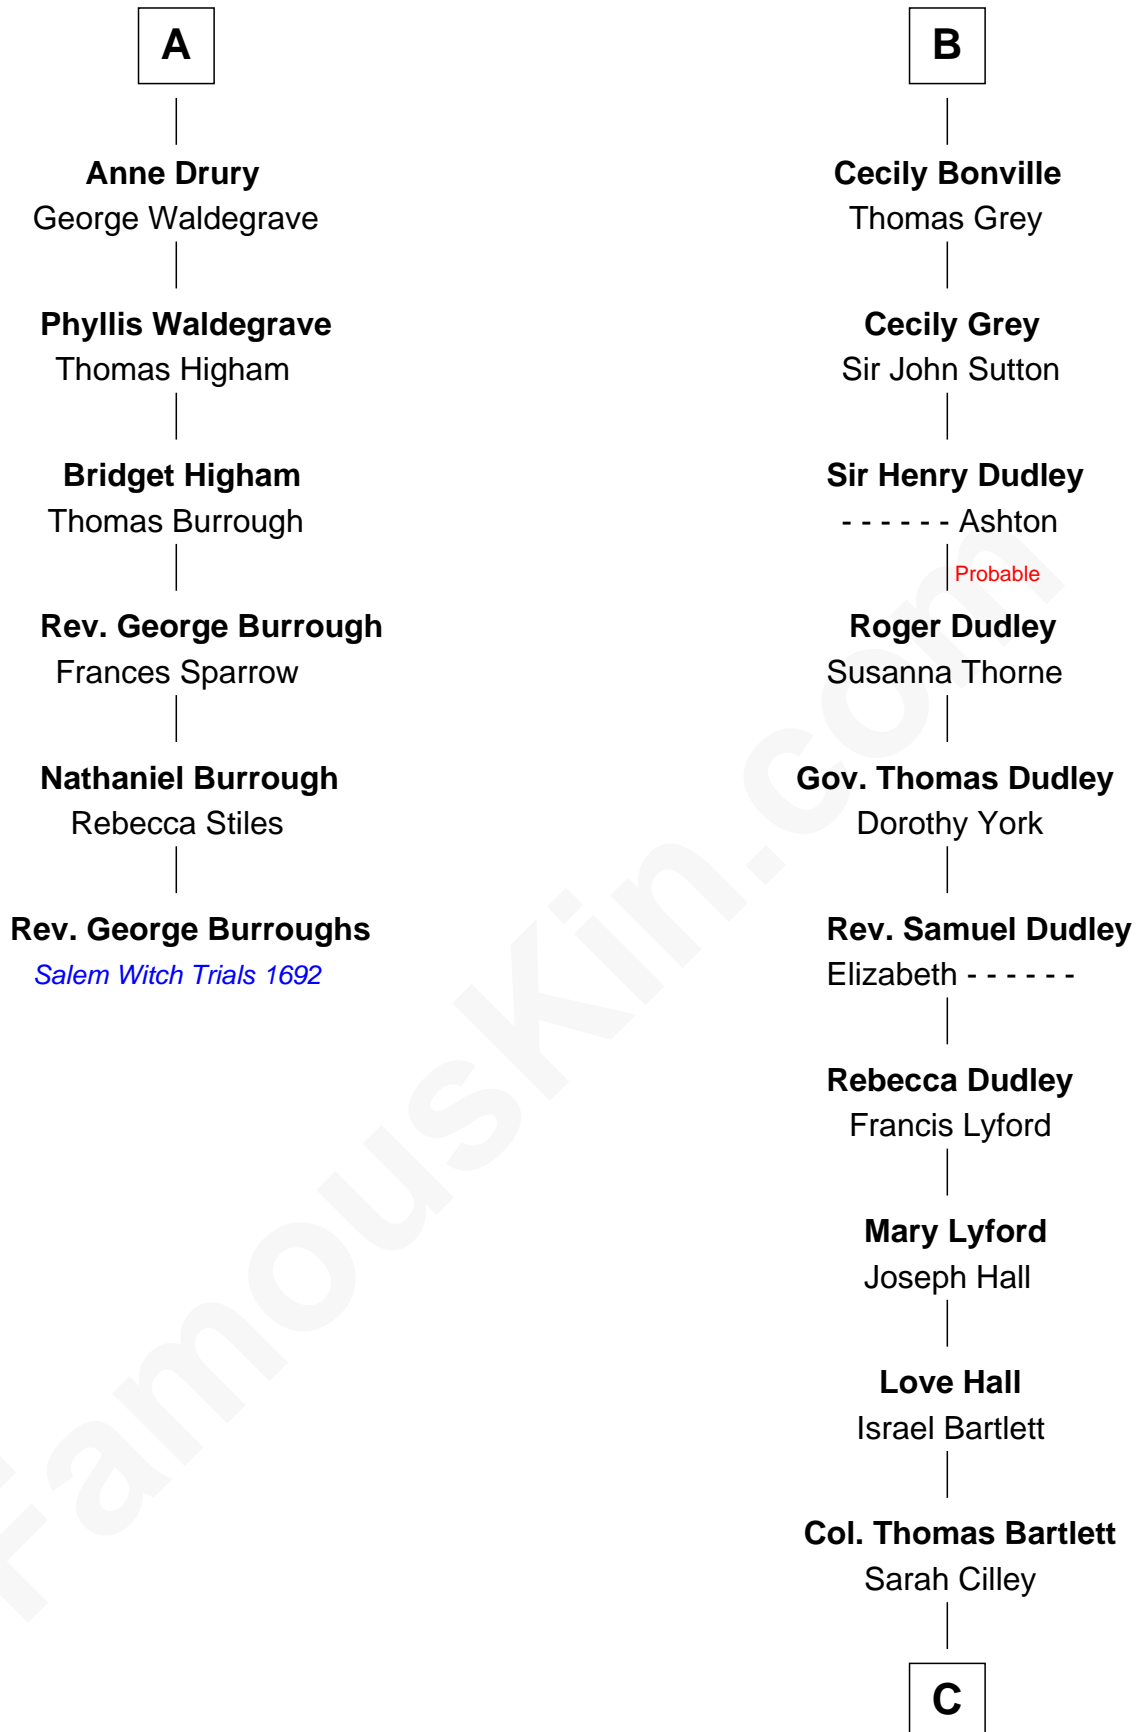 A
Anne Drury
George Waldegrave
Phyllis Waldegrave
Thomas Higham
Bridget Higham
Thomas Burrough
Rev. George Burrough
Frances Sparrow
Nathaniel Burrough
Rebecca Stiles
Rev. George Burroughs
Salem Witch Trials 1692
B
Cecily Bonville
Thomas Grey
Cecily Grey
Sir John Sutton
Sir Henry Dudley
- - - - - - Ashton
Probable
Roger Dudley
Susanna Thorne
Gov. Thomas Dudley
Dorothy York
Rev. Samuel Dudley
Elizabeth - - - - - -
Rebecca Dudley
Francis Lyford
Mary Lyford
Joseph Hall
Love Hall
Israel Bartlett
Col. Thomas Bartlett
Sarah Cilley
C
FamousKin.com